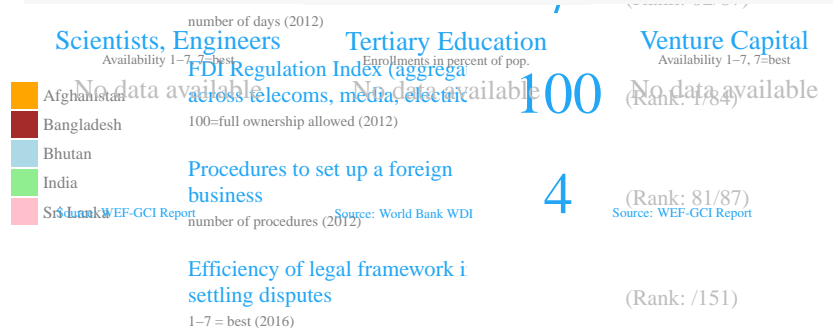 number of days (2012)
Scientists, Engineers
Tertiary Education
Venture Capital
Availability 1–7, 7=best
Enrollments in percent of pop.
Availability 1–7, 7=best
FDI Regulation Index (aggrega
across telecoms, media, electric
100=full ownership allowed (2012)
100
(Rank: 1/84)
No data available
No data available
No data available
Afghanistan
Bangladesh
Bhutan
India
Sri Lanka
Procedures to set up a foreign
business
number of procedures (2012)
4
(Rank: 81/87)
Source: WEF-GCI Report
Source: World Bank WDI
Source: WEF-GCI Report
Efficiency of legal framework i
settling disputes
1–7 = best (2016)
(Rank: /151)